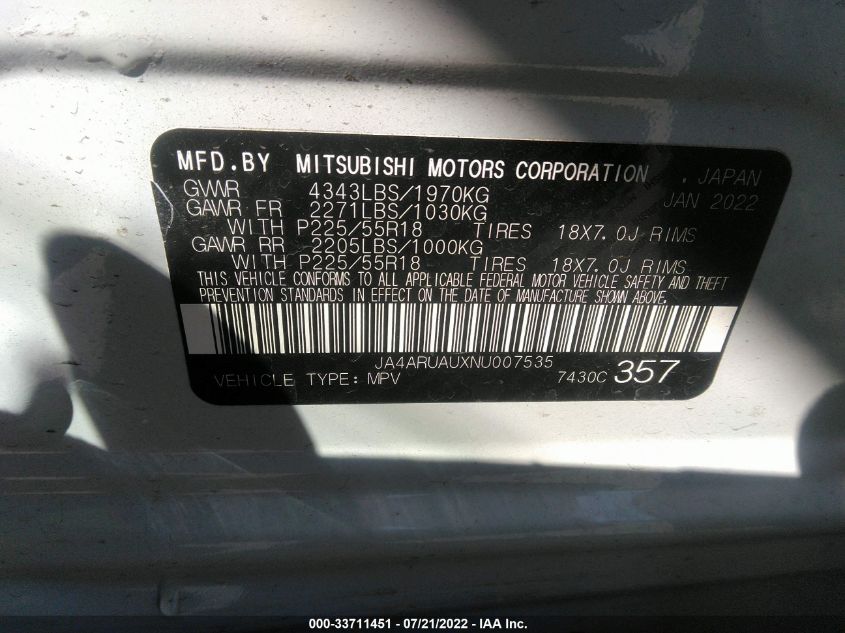 MFD.BY MITSUBISHI MOTORS CORPORATION . JAPAN
GVWR 4343LBS/1970KG JAN 2022
GAWR FR 2271LBS/1030KG
WITH P225/55R18 TIRES 18X7.0J RIMS
GAWR RR 2205LBS/1000KG
WITH P225/55R18 TIRES 18X7.0J RIMS
THIS VEHICLE CONFORMS TO ALL APPLICABLE FEDERAL MOTOR VEHICLE SAFETY AND THEFT
PREVENTION STANDARDS IN EFFECT ON THE DATE OF MANUFACTURE SHOWN ABOVE.
JA4ARUAUXNU007535
VEHICLE TYPE: MPV 7430C 357
000-33711451 - 07/21/2022 - IAA Inc.